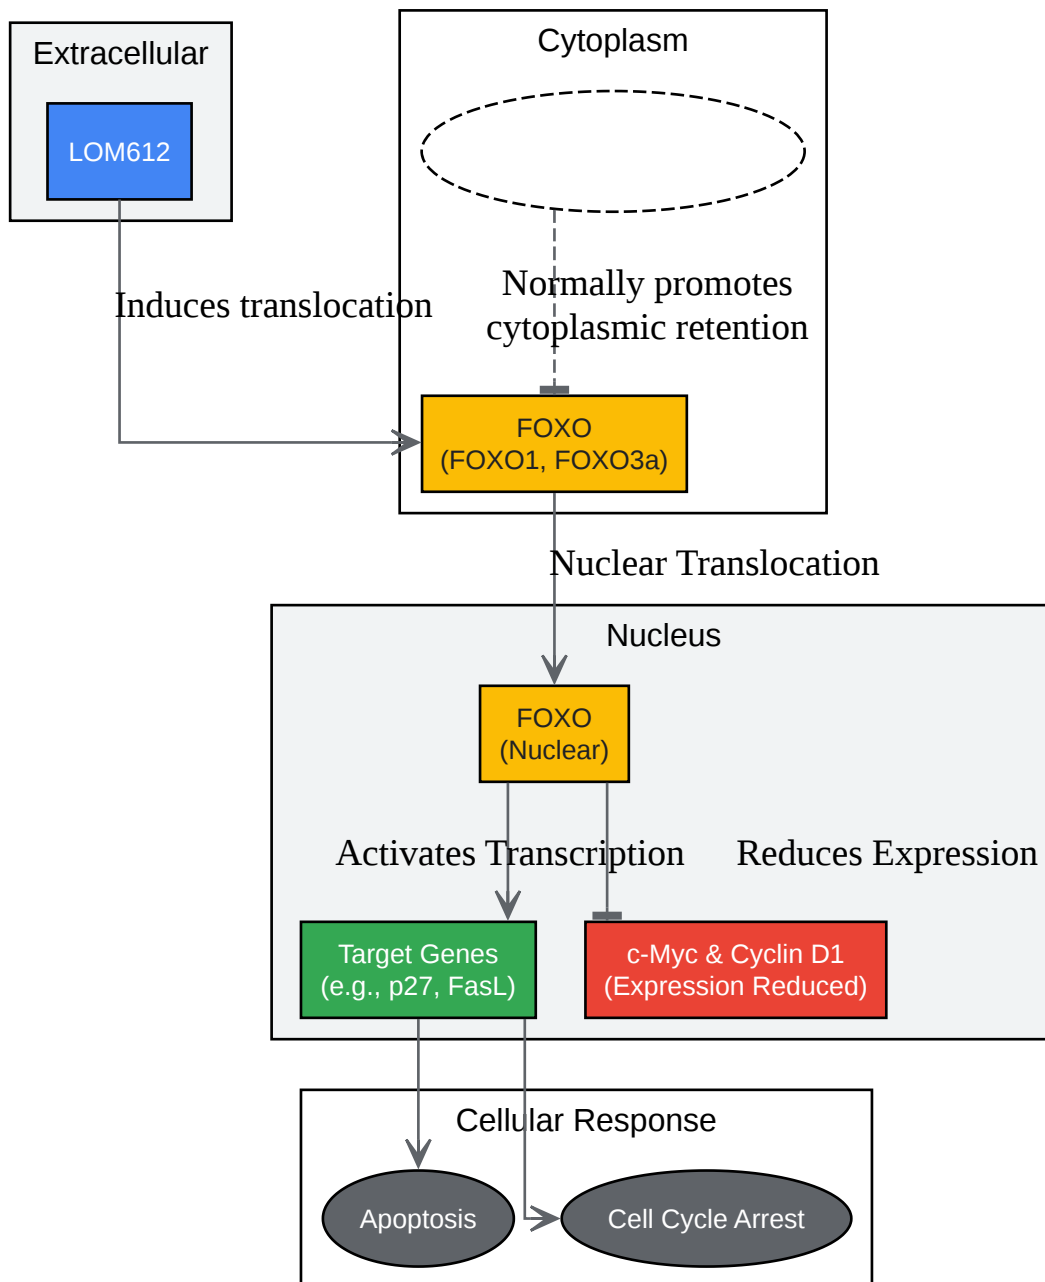 Extracellular
LOM612
Cytoplasm
Induces translocation
Normally promotes
cytoplasmic retention
FOXO
(FOXO1, FOXO3a)
Nuclear Translocation
Nucleus
FOXO
(Nuclear)
Activates Transcription
Reduces Expression
Target Genes
(e.g., p27, FasL)
c-Myc & Cyclin D1
(Expression Reduced)
Cellular Response
Apoptosis
Cell Cycle Arrest